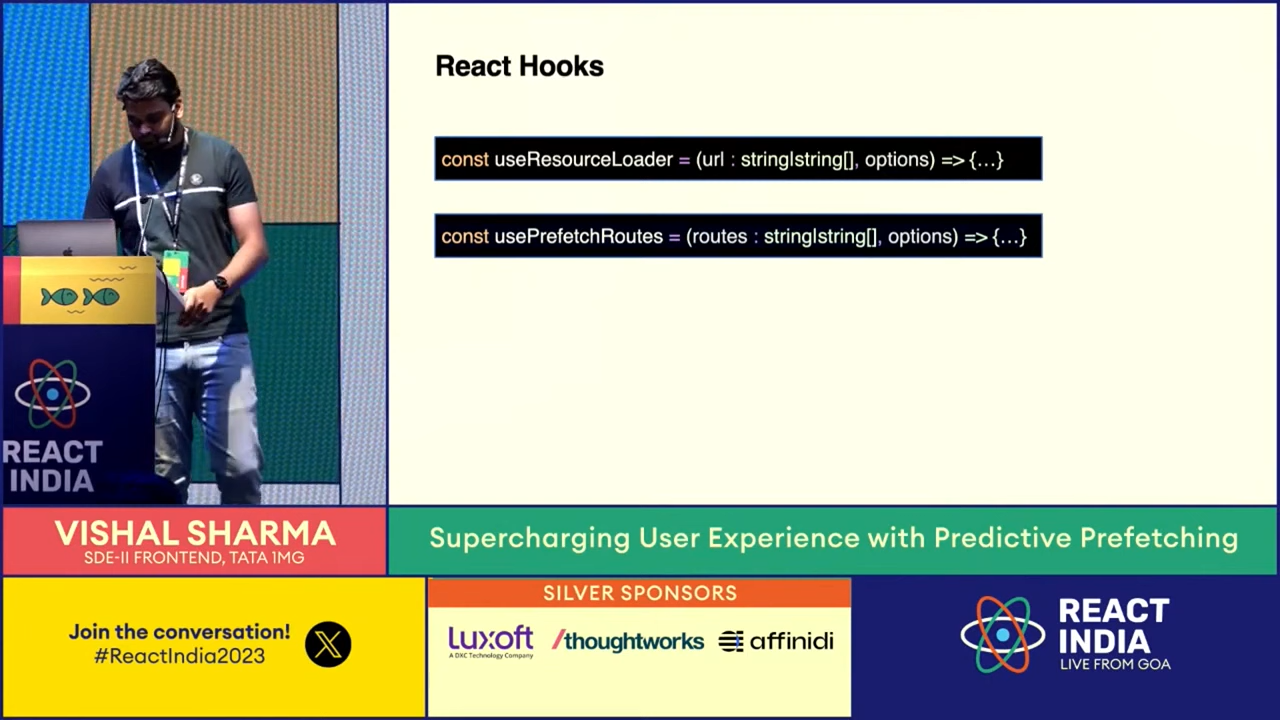 React Hooks
const useResourceLoader = (url : string|string[], options) => {...}
const usePrefetchRoutes = (routes : string|string[], options) => {...}
REACT
INDIA
VISHAL SHARMA
SDE-II FRONTEND, TATA 1MG
Supercharging User Experience with Predictive Prefetching
Join the conversation!
#ReactIndia2023
X
SILVER SPONSORS
Luxoft
A DXC Technology Company
/thoughtworks
affinidi
REACT
INDIA
LIVE FROM GOA